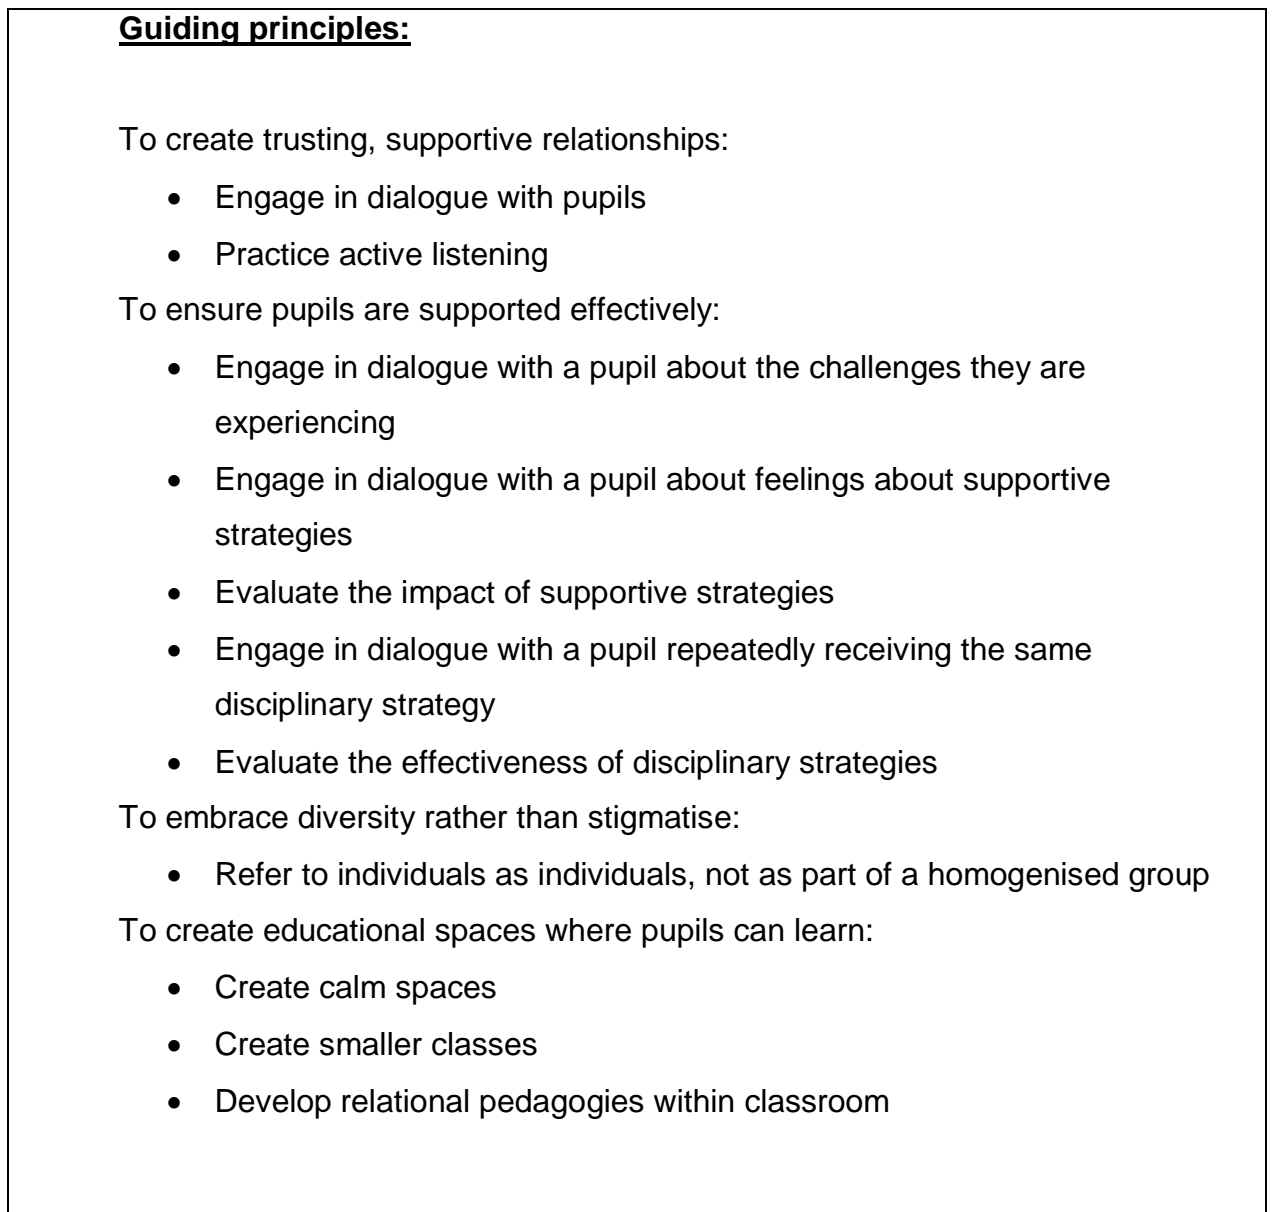 Guiding principles:
To create trusting, supportive relationships:
• Engage in dialogue with pupils
• Practice active listening
To ensure pupils are supported effectively:
• Engage in dialogue with a pupil about the challenges they are
experiencing
• Engage in dialogue with a pupil about feelings about supportive
strategies
• Evaluate the impact of supportive strategies
• Engage in dialogue with a pupil repeatedly receiving the same
disciplinary strategy
• Evaluate the effectiveness of disciplinary strategies
To embrace diversity rather than stigmatise:
• Refer to individuals as individuals, not as part of a homogenised group
To create educational spaces where pupils can learn:
• Create calm spaces
• Create smaller classes
• Develop relational pedagogies within classroom